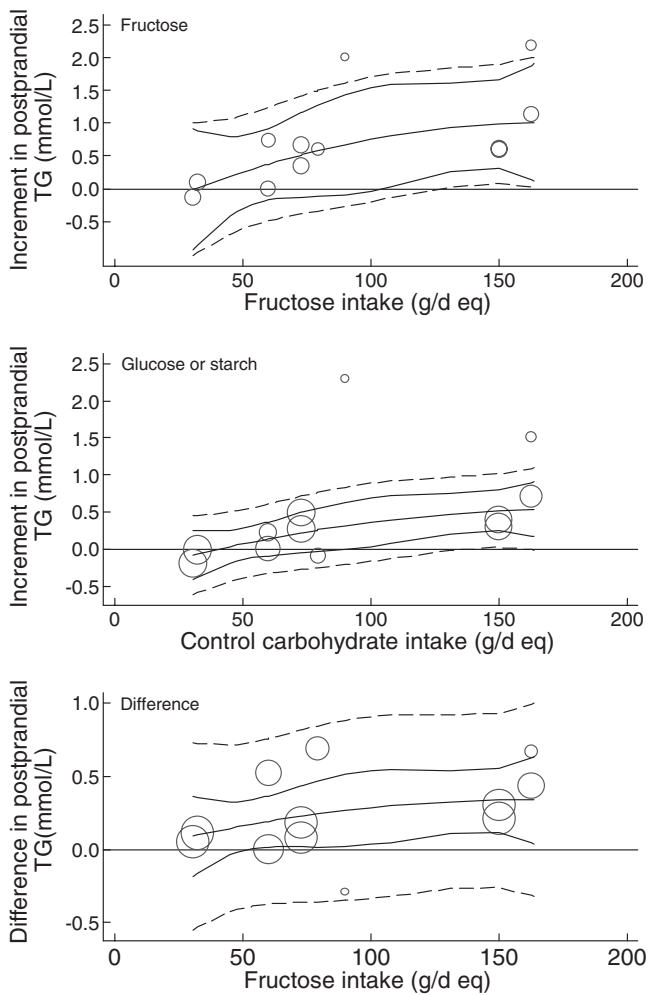 Fructose
Increment in postprandial
TG (mmol/L)
2.5
2.0
1.5
1.0
0.5
0.0
-0.5
0
50
100
150
200
Fructose intake (g/d eq)
Glucose or starch
Increment in postprandial
TG (mmol/L)
2.5
2.0
1.5
1.0
0.5
0.0
-0.5
0
50
100
150
200
Control carbohydrate intake (g/d eq)
Difference
Difference in postprandial
TG(mmol/L)
1.0
0.5
0.0
-0.5
0
50
100
150
200
Fructose intake (g/d eq)